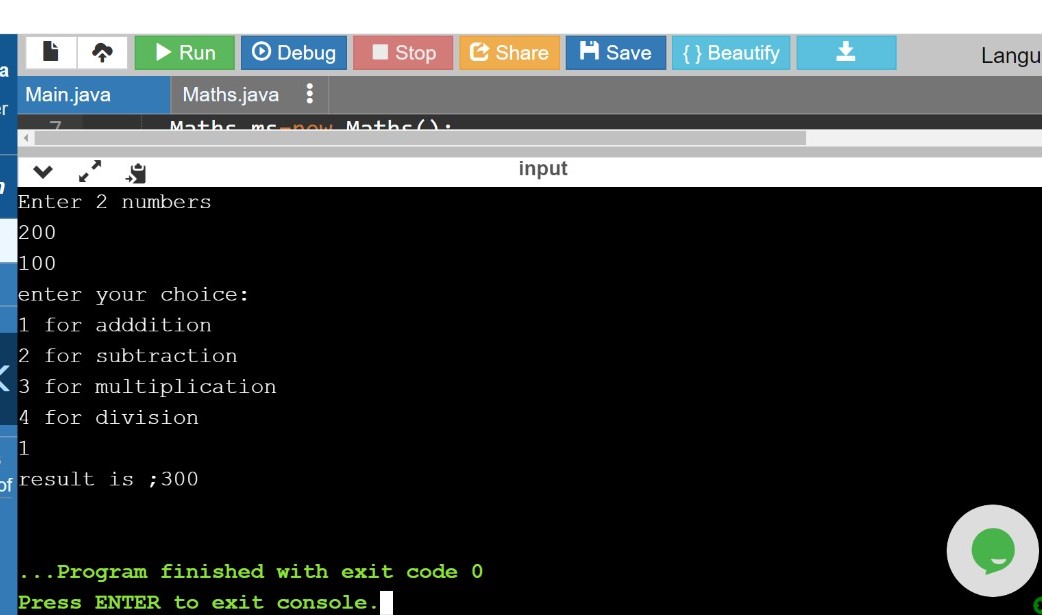 Run Debug Stop Share Save { } Beautify Langu
Main.java Maths.java
7 Maths ms=new Maths();
input
Enter 2 numbers
200
100
enter your choice:
1 for adddition
2 for subtraction
3 for multiplication
4 for division
1
result is ;300
...Program finished with exit code 0
Press ENTER to exit console.
a
er
n
K
of